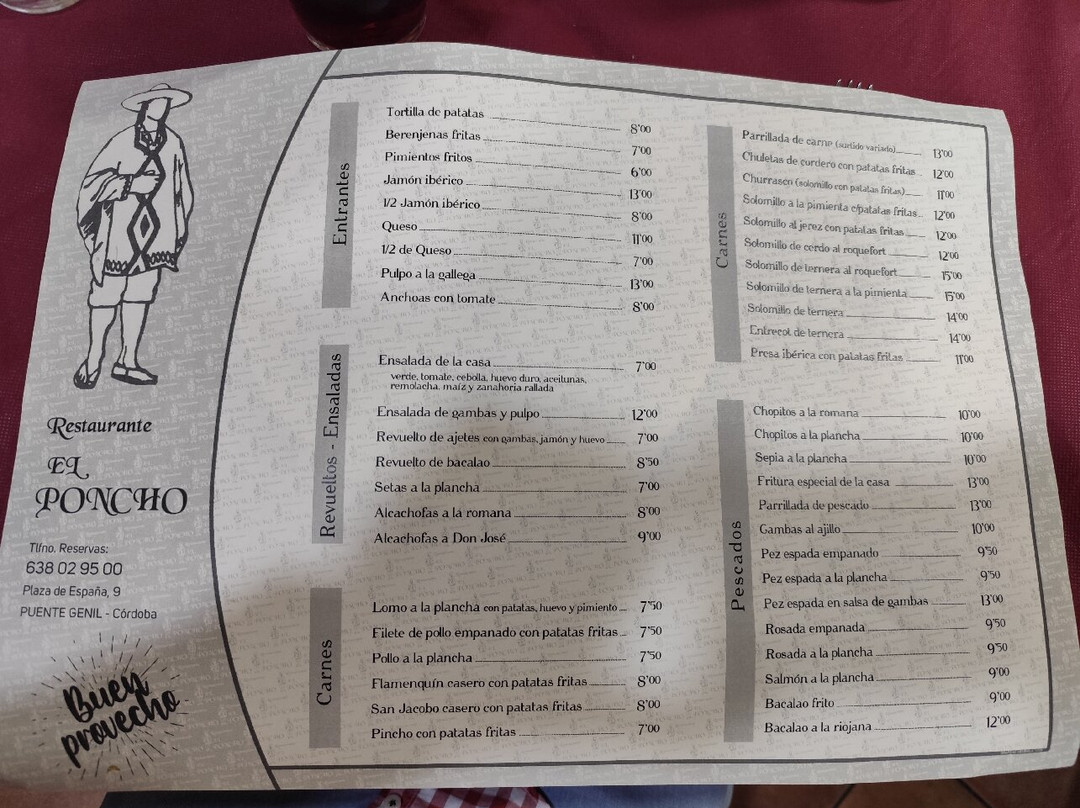 Restaurante
EL
PONCHO
Tlfno. Reservas:
638 02 95 00
Plaza de España, 9
PUENTE GENIL - Córdoba
Buen
provecho
Entrantes
Tortilla de patatas 8'00
Berenjenas fritas 7'00
Pimientos fritos 6'00
Jamón ibérico 13'00
1/2 Jamón ibérico 8'00
Queso 11'00
1/2 de Queso 7'00
Pulpo a la gallega 13'00
Anchoas con tomate 8'00
Revueltos - Ensaladas
Ensalada de la casa 7'00
verde, tomate, cebolla, huevo duro, aceitunas,
remolacha, maíz y zanahoria rallada
Ensalada de gambas y pulpo 12'00
Revuelto de ajetes con gambas, jamón y huevo 7'00
Revuelto de bacalao 8'50
Setas a la plancha 7'00
Alcachofas a la romana 8'00
Alcachofas a Don José 9'00
Carnes
Lomo a la plancha con patatas, huevo y pimiento 7'50
Filete de pollo empanado con patatas fritas 7'50
Pollo a la plancha 7'50
Flamenquín casero con patatas fritas 8'00
San Jacobo casero con patatas fritas 8'00
Pincho con patatas fritas 7'00
Carnes
Parrillada de carne (surtido variado) 13'00
Chuletas de cordero con patatas fritas 12'00
Churrasco (solomillo con patatas fritas) 11'00
Solomillo a la pimienta c/patatas fritas 12'00
Solomillo al jerez con patatas fritas 12'00
Solomillo de cerdo al roquefort 12'00
Solomillo de ternera al roquefort 15'00
Solomillo de ternera a la pimienta 15'00
Solomillo de ternera 14'00
Entrecot de ternera 14'00
Presa ibérica con patatas fritas 11'00
Pescados
Chopitos a la romana 10'00
Chopitos a la plancha 10'00
Sepia a la plancha 10'00
Fritura especial de la casa 13'00
Parrillada de pescado 13'00
Gambas al ajillo 10'00
Pez espada empanado 9'50
Pez espada a la plancha 9'50
Pez espada en salsa de gambas 13'00
Rosada empanada 9'50
Rosada a la plancha 9'50
Salmón a la plancha 9'00
Bacalao frito 9'00
Bacalao a la riojana 12'00